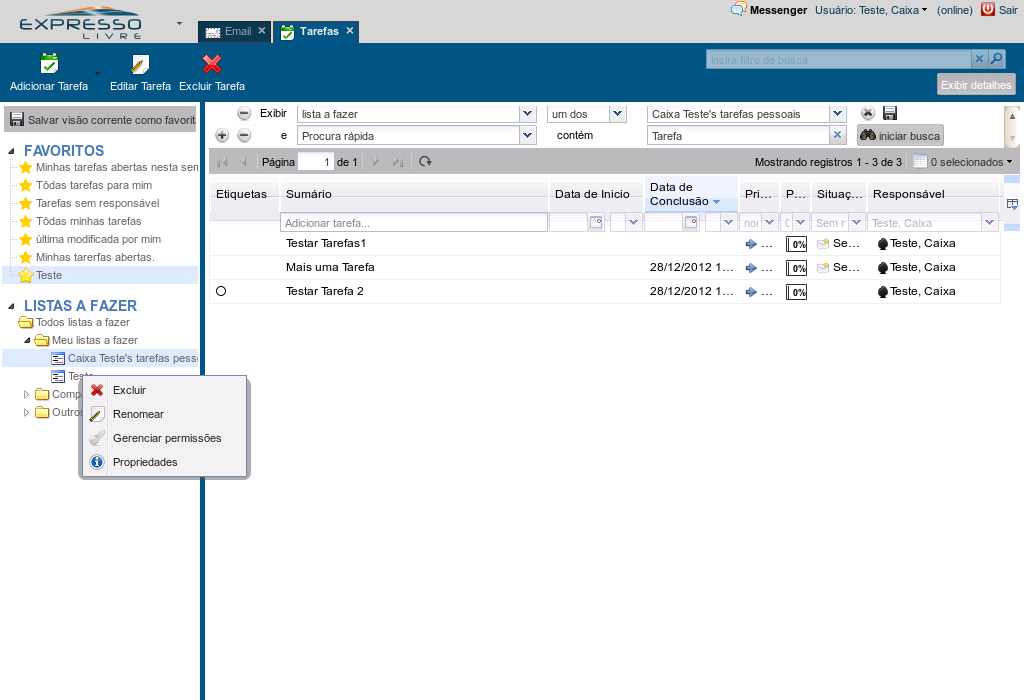 EXPRESSO
LIVRE
Email
Tarefas
Messenger
Usuário: Teste, Caixa
(online)
Sair
Adicionar Tarefa
Editar Tarefa
Excluir Tarefa
insira filtro de busca
Exibir detalhes
Salvar visão corrente como favorit
FAVORITOS
Minhas tarefas abertas nesta sen
Tôdas tarefas para mim
Tarefas sem responsável
Tôdas minhas tarefas
última modificada por mim
Minhas tarerfas abertas.
Teste
LISTAS A FAZER
Todos listas a fazer
Meu listas a fazer
Caixa Teste's tarefas pess
Teste
Comp
Outro
Excluir
Renomear
Gerenciar permissões
Propriedades
Exibir lista a fazer um dos Caixa Teste's tarefas pessoais
e Procura rápida contém Tarefa iniciar busca
Página 1 de 1
Mostrando registros 1 - 3 de 3
0 selecionados
Etiquetas Sumário Data de Inicio Data de Conclusão Pri... P... Situaç... Responsável
Adicionar tarefa... nor Sem r Teste, Caixa
Testar Tarefas1 ... 0% Se... Teste, Caixa
Mais uma Tarefa 28/12/2012 1... ... 0% Se... Teste, Caixa
Testar Tarefa 2 28/12/2012 1... ... 0% Teste, Caixa